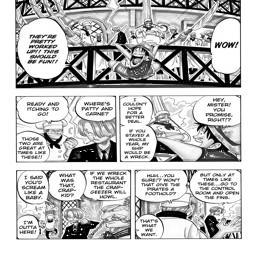 THEY'RE
PRETTY
WORKED
UP!! THIS
SHOULD
BE FUN!!
WOW!
READY AND
ITCHING TO
GO!
THOSE
TWO ARE
GREAT AT
TIMES LIKE
THESE!!
WHERE'S
PATTY AND
CARNE?
I
COULDN'T
HOPE
FOR A
BETTER
DEAL.
IF YOU
STAYED A
WHOLE
YEAR, MY
SHIP
WOULD BE
A WRECK.
HEY,
MISTER!
YOU
PROMISE,
RIGHT!?
I SAID
YOU'D
SCREAM
LIKE A
BABY.
I'M
OUTTA
HERE!
WHAT
WAS
THAT,
CRAP-
KID?
IF WE WRECK
THE WHOLE
RESTAURANT
THE CRAP-
GEEZER WILL
HOWL.
HUH...YOU
SURE!? WON'T
THAT GIVE THE
PIRATES A
FOOTHOLD?
THAT'S
WHAT
WE
WANT.
BUT ONLY AT
TIMES LIKE
THESE...GO TO
THE CONTROL
ROOM AND OPEN
THE FINS.